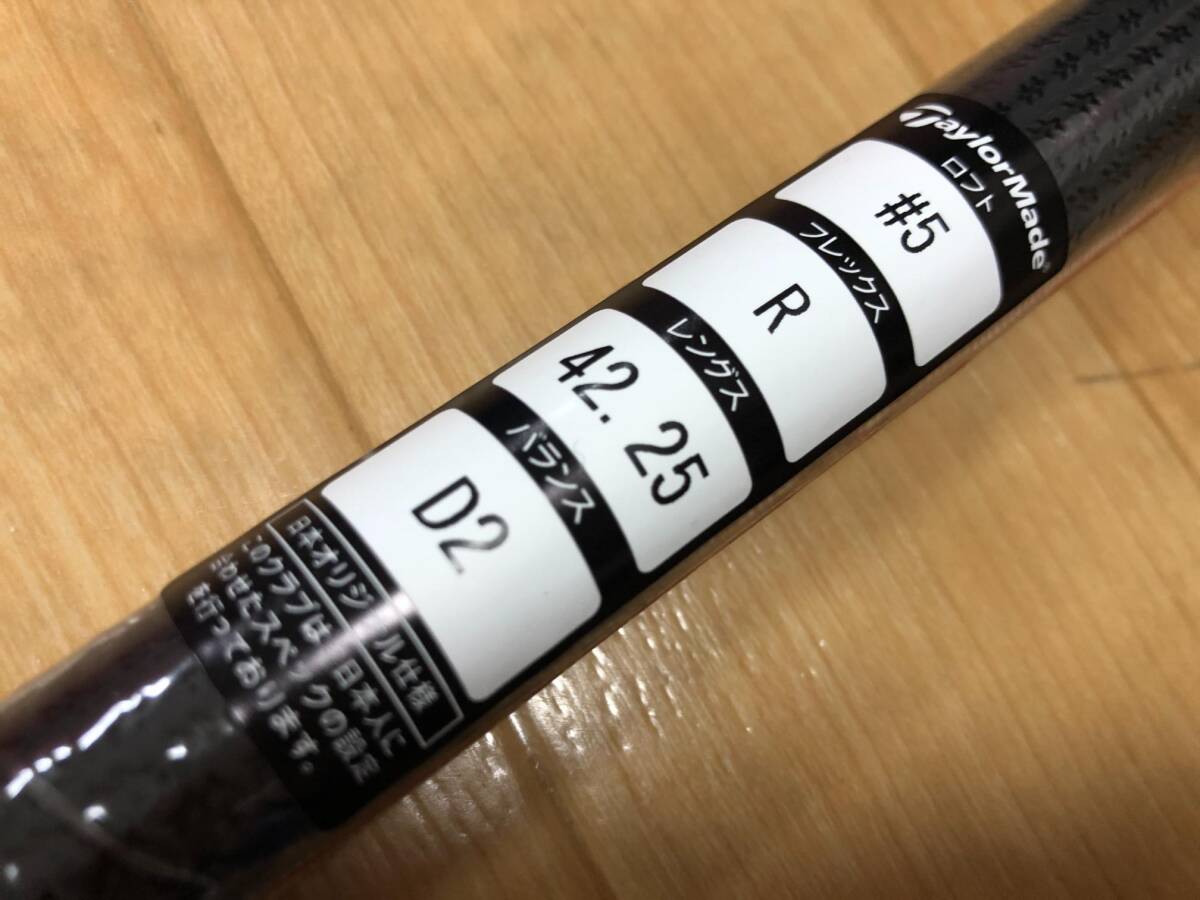 TaylorMade
ロフト
#5
フレックス
R
レングス
42.25
バランス
D2
日本オリジナル仕様
このクラブは、日本人に
合わせたスペックの設定
を行っております。